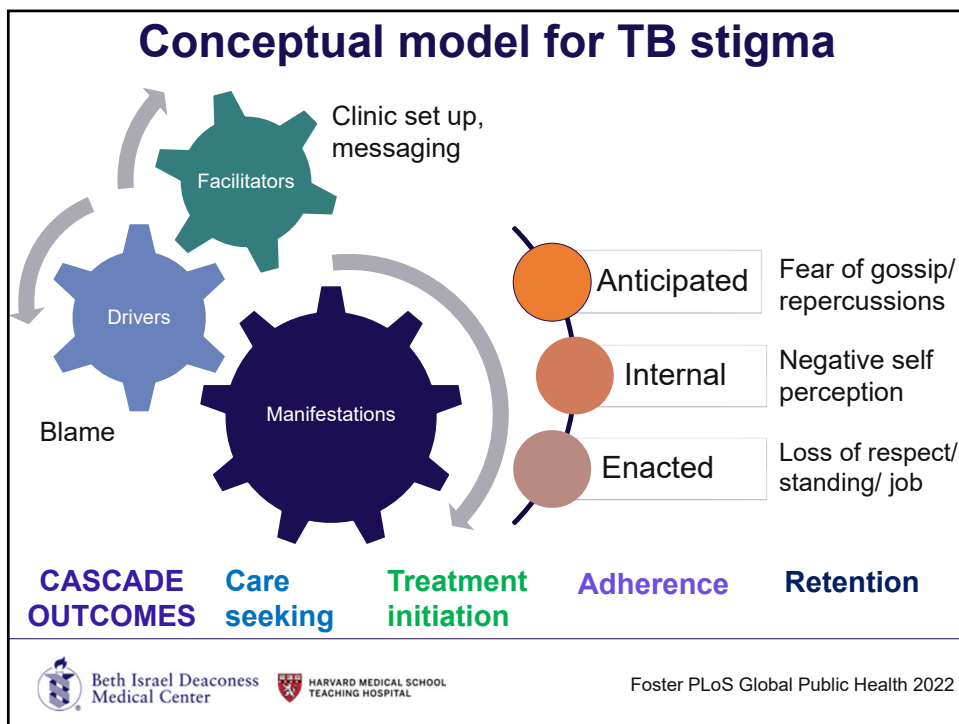 Conceptual model for TB stigma
Clinic set up,
messaging
Facilitators
Drivers
Blame
Manifestations
Anticipated
Fear of gossip/
repercussions
Internal
Negative self
perception
Enacted
Loss of respect/
standing/ job
CASCADE
OUTCOMES
Care
seeking
Treatment
initiation
Adherence
Retention
Beth Israel Deaconess
Medical Center
HARVARD MEDICAL SCHOOL
TEACHING HOSPITAL
Foster PLoS Global Public Health 2022